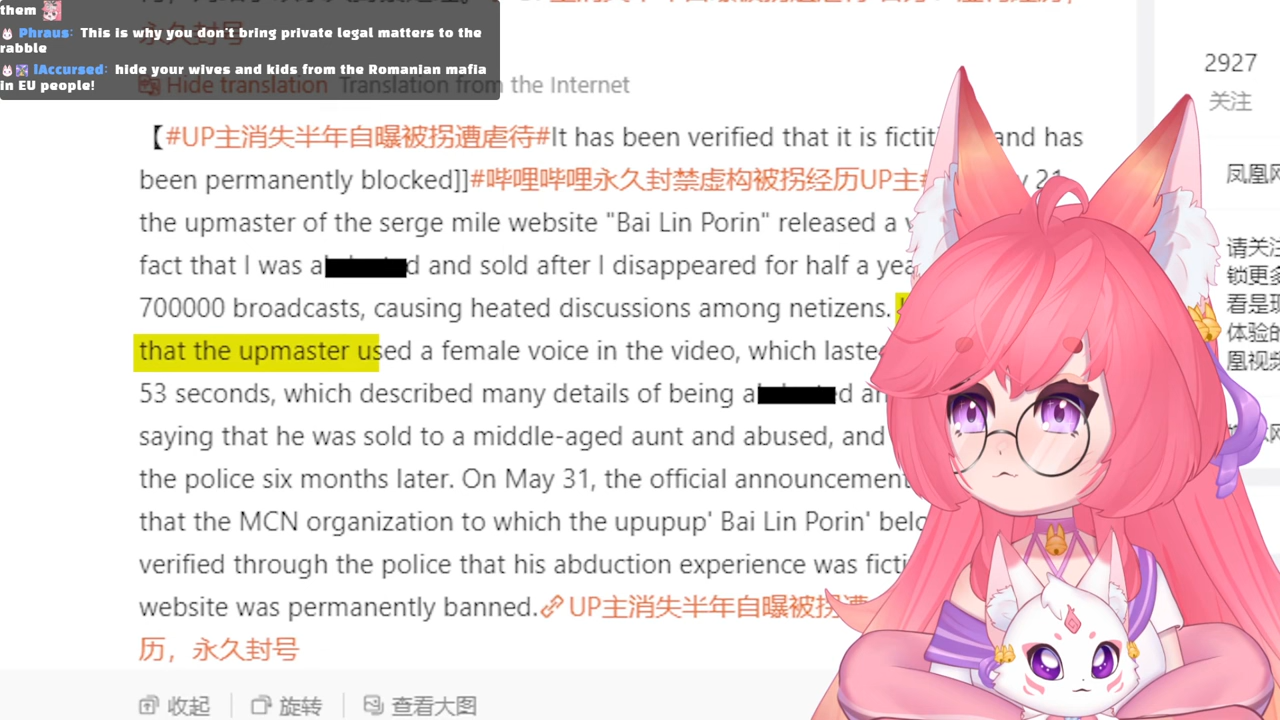 them
Phraus: This is why you don't bring private legal matters to the
rabble
lAccursed: hide your wives and kids from the Romanian mafia
in EU people!
永久封号
Hide translation Translation from the Internet
【#UP主消失半年自曝被拐遭虐待#It has been verified that it is and has
been permanently blocked]]#哔哩哔哩永久封禁虚构被拐经历UP主# 21
the upmaster of the serge mile website "Bai Lin Porin" released a
fact that I was and sold after I disappeared for half a
700000 broadcasts, causing heated discussions among netizens.
that the upmaster used a female voice in the video, which
53 seconds, which described many details of being
saying that he was sold to a middle-aged aunt and abused, and
the police six months later. On May 31, the official announcement
that the MCN organization to which the upupup' Bai Lin Porin'
verified through the police that his abduction experience was
website was permanently banned. UP主消失半年自曝被拐遭
历，永久封号
收起 旋转 查看大图
2927
关注
凤凰网
请关注
锁更多
看是现
体验的
凰视频